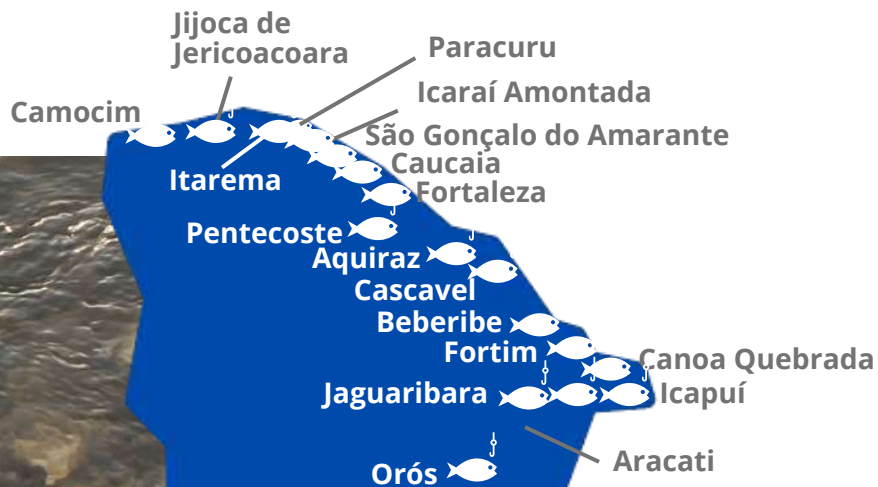 Jijoca de
Jericoacoara
Paracuru
Icaraí Amontada
Camocim
São Gonçalo do Amarante
Caucaia
Itarema
Fortaleza
Pentecoste
Aquiraz
Cascavel
Beberibe
Fortim
Canoa Quebrada
Jaguaribara
Icapuí
Aracati
Orós